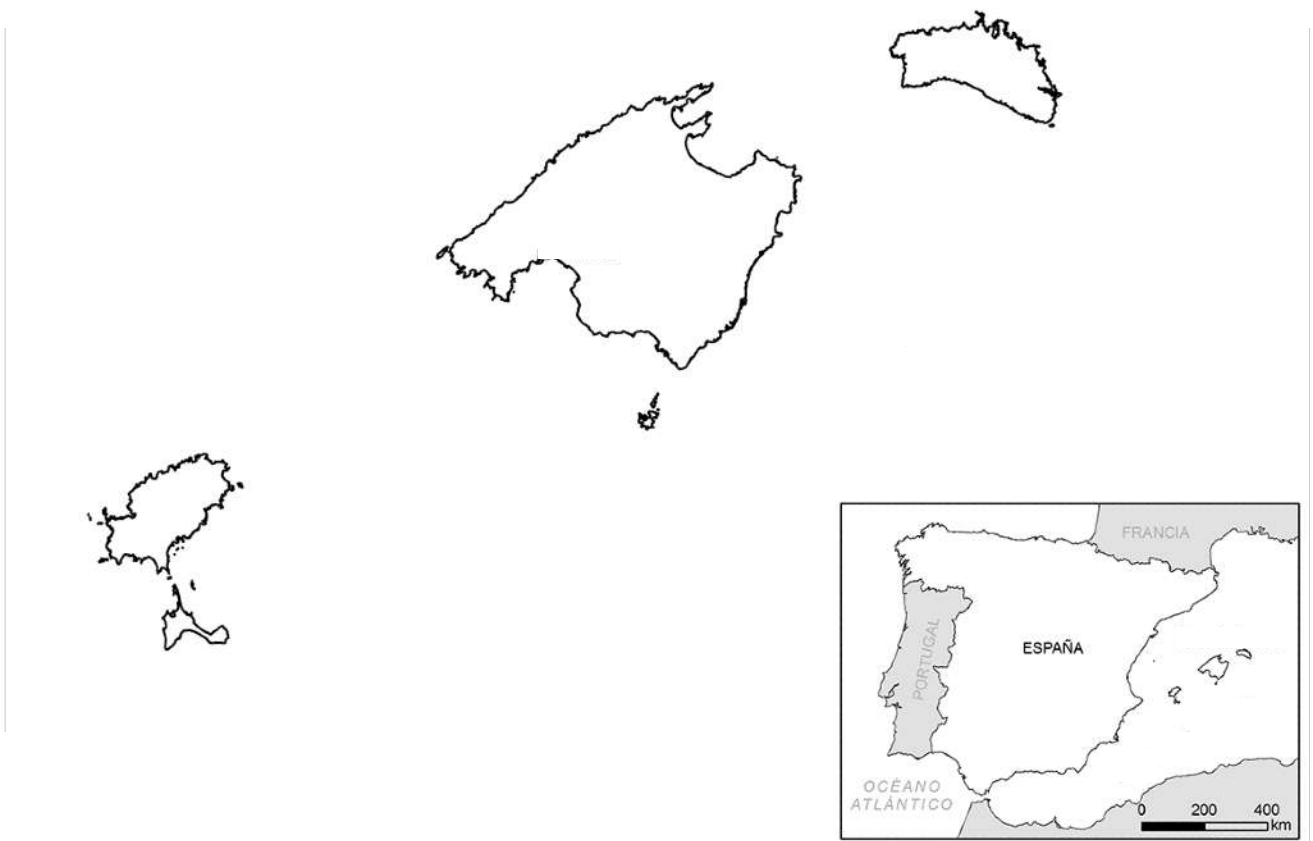 FRANCIA
PORTUGAL
ESPAÑA
OCÉANO
ATLÁNTICO
0 200 400
km